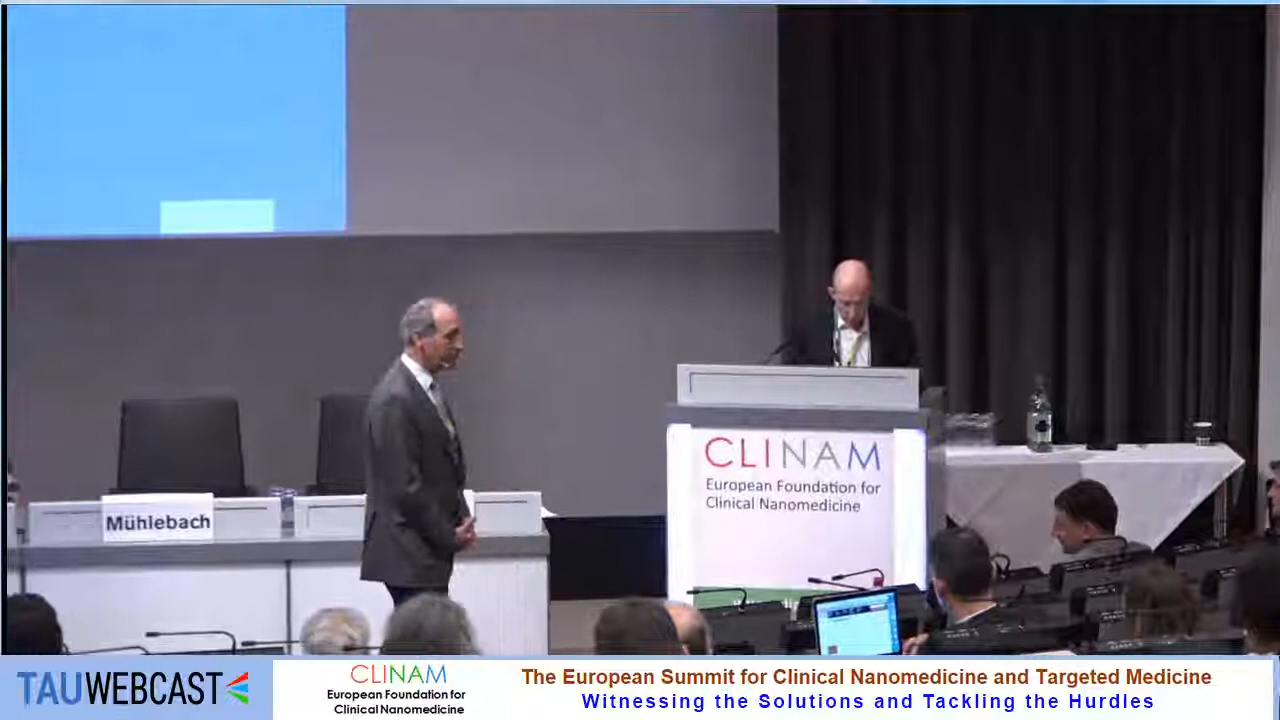 Mühlebach
CLINAM
European Foundation for
Clinical Nanomedicine
TAUWEBCAST
CLINAM
European Foundation for
Clinical Nanomedicine
The European Summit for Clinical Nanomedicine and Targeted Medicine
Witnessing the Solutions and Tackling the Hurdles